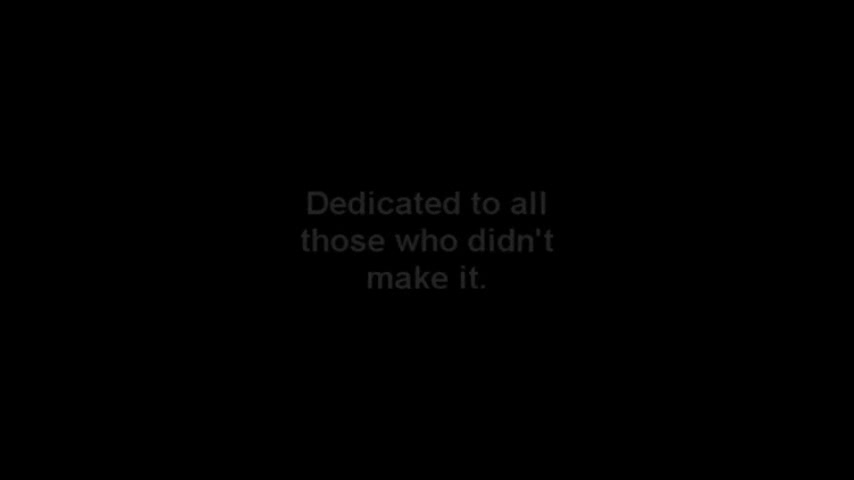 Dedicated to all
those who didn't
make it.